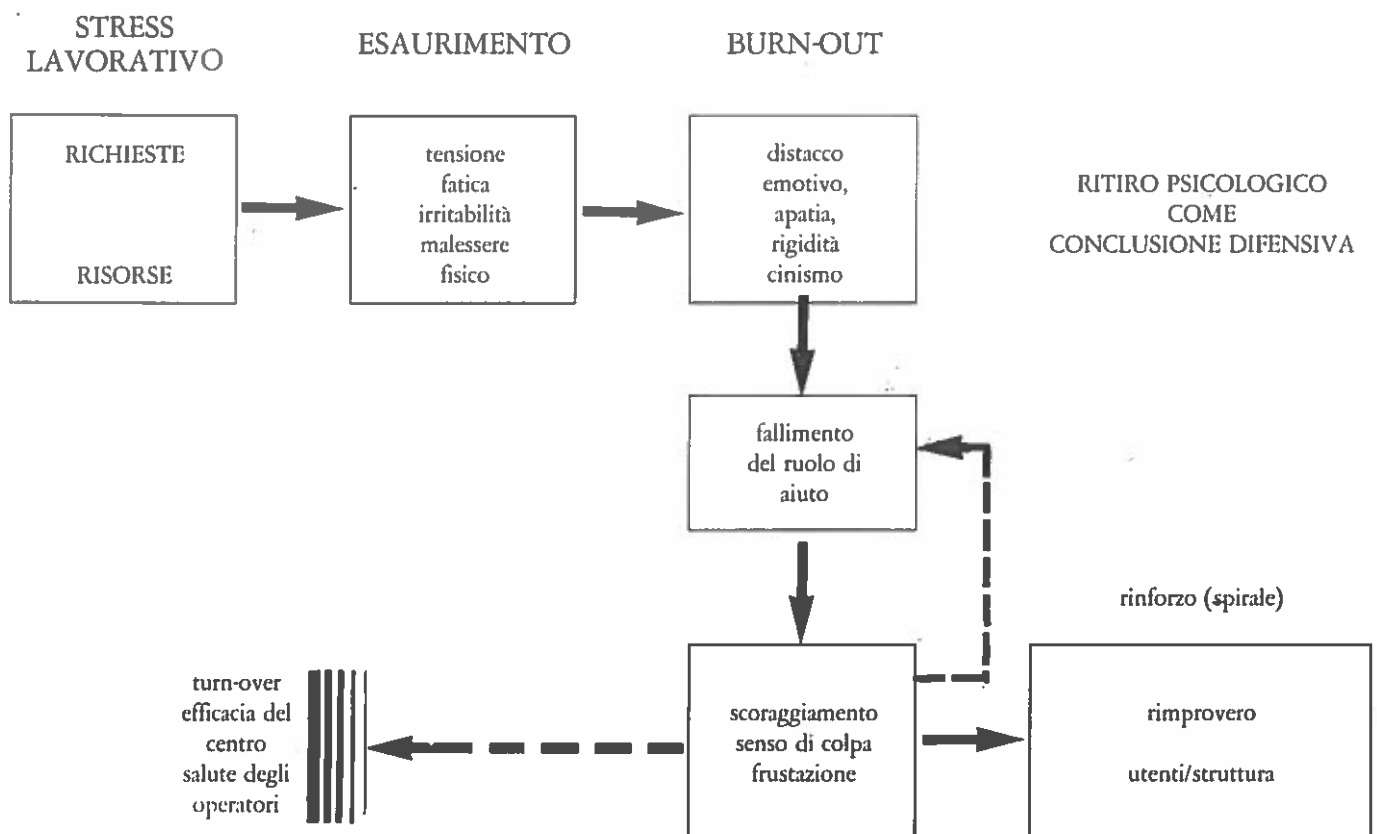 STRESS
LAVORATIVO
ESAURIMENTO
BURN-OUT
RICHIESTE
RISORSE
tensione
fatica
irritabilità
malessere
fisico
distacco
emotivo,
apatia,
rigidità
cinismo
RITIRO PSICOLOGICO
COME
CONCLUSIONE DIFENSIVA
fallimento
del ruolo di
aiuto
rinforzo (spirale)
turn-over
efficacia del
centro
salute degli
operatori
scoraggiamento
senso di colpa
frustazione
rimprovero
utenti/struttura